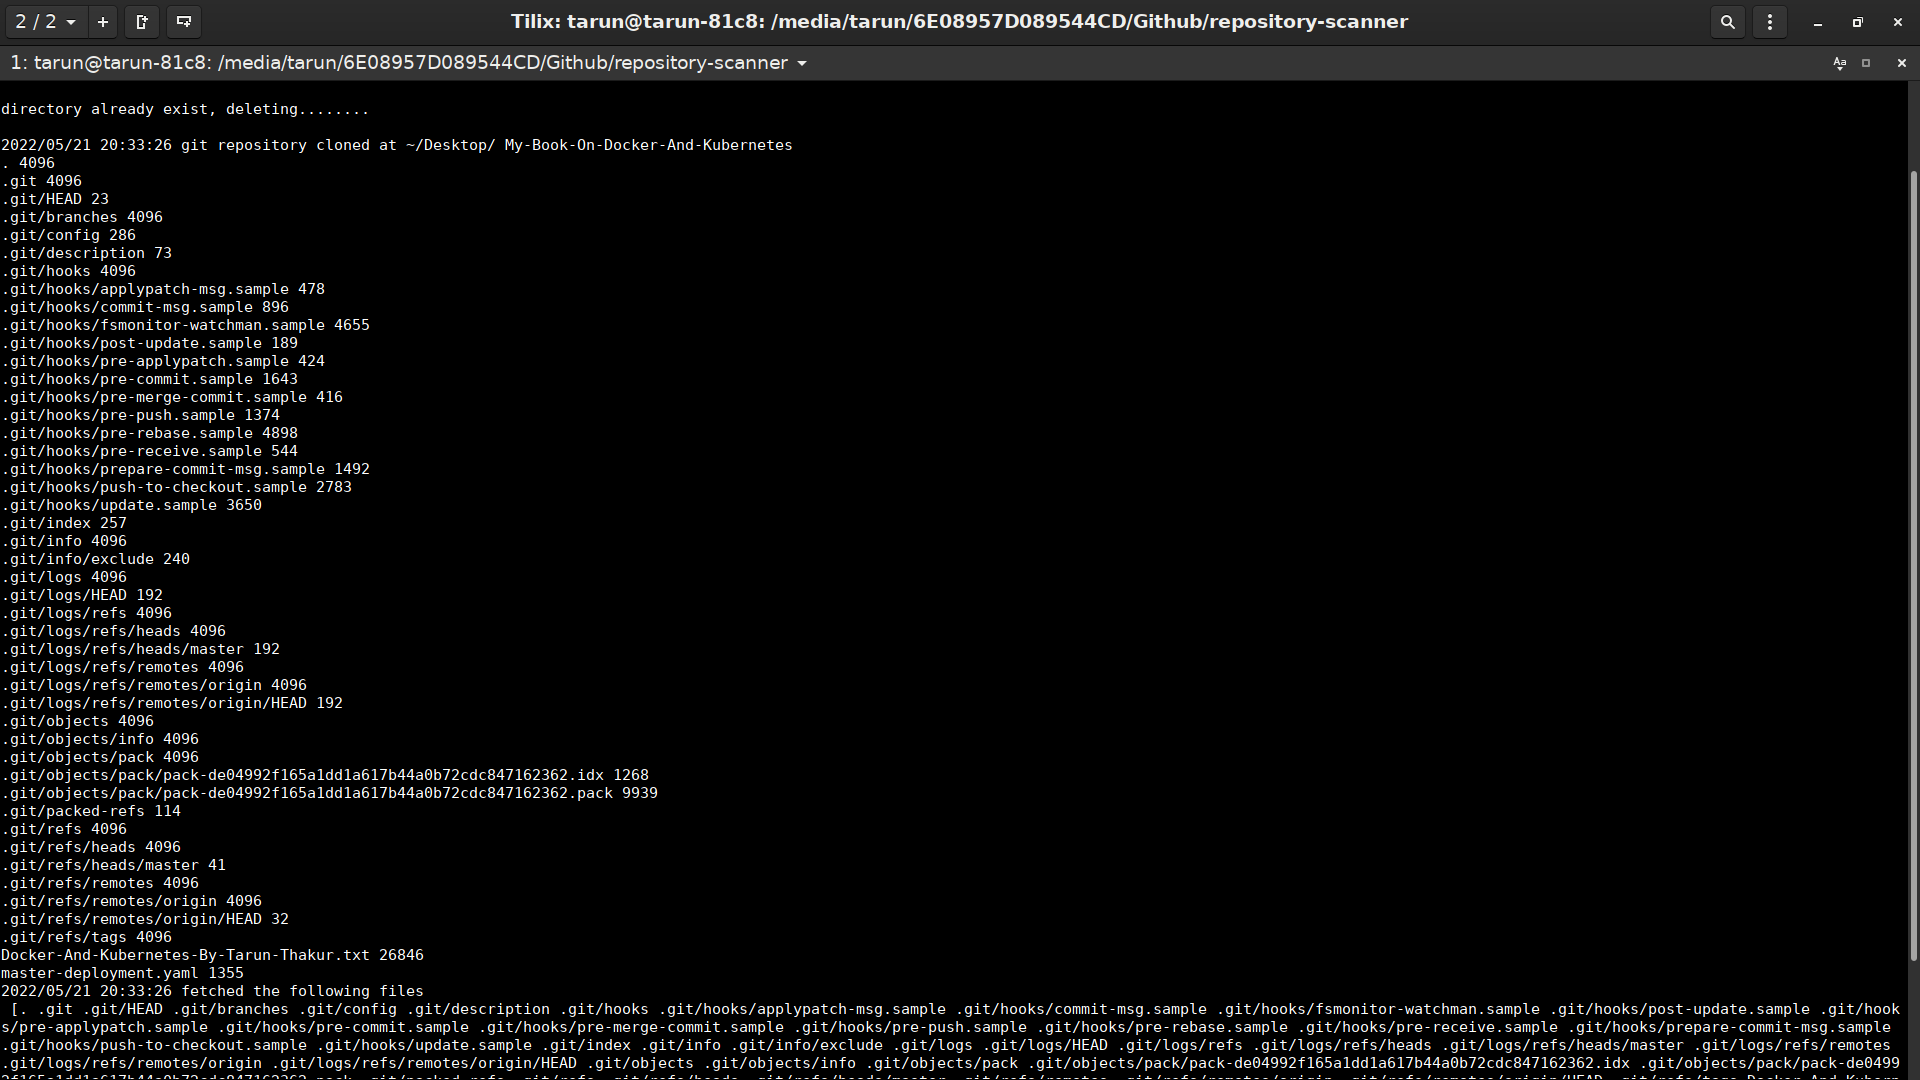 2 / 2
Tilix: tarun@tarun-81c8: /media/tarun/6E08957D089544CD/Github/repository-scanner
1: tarun@tarun-81c8: /media/tarun/6E08957D089544CD/Github/repository-scanner
directory already exist, deleting........
2022/05/21 20:33:26 git repository cloned at ~/Desktop/ My-Book-On-Docker-And-Kubernetes
. 4096
.git 4096
.git/HEAD 23
.git/branches 4096
.git/config 286
.git/description 73
.git/hooks 4096
.git/hooks/applypatch-msg.sample 478
.git/hooks/commit-msg.sample 896
.git/hooks/fsmonitor-watchman.sample 4655
.git/hooks/post-update.sample 189
.git/hooks/pre-applypatch.sample 424
.git/hooks/pre-commit.sample 1643
.git/hooks/pre-merge-commit.sample 416
.git/hooks/pre-push.sample 1374
.git/hooks/pre-rebase.sample 4898
.git/hooks/pre-receive.sample 544
.git/hooks/prepare-commit-msg.sample 1492
.git/hooks/push-to-checkout.sample 2783
.git/hooks/update.sample 3650
.git/index 257
.git/info 4096
.git/info/exclude 240
.git/logs 4096
.git/logs/HEAD 192
.git/logs/refs 4096
.git/logs/refs/heads 4096
.git/logs/refs/heads/master 192
.git/logs/refs/remotes 4096
.git/logs/refs/remotes/origin 4096
.git/logs/refs/remotes/origin/HEAD 192
.git/objects 4096
.git/objects/info 4096
.git/objects/pack 4096
.git/objects/pack/pack-de04992f165a1dd1a617b44a0b72cdc847162362.idx 1268
.git/objects/pack/pack-de04992f165a1dd1a617b44a0b72cdc847162362.pack 9939
.git/packed-refs 114
.git/refs 4096
.git/refs/heads 4096
.git/refs/heads/master 41
.git/refs/remotes 4096
.git/refs/remotes/origin 4096
.git/refs/remotes/origin/HEAD 32
.git/refs/tags 4096
Docker-And-Kubernetes-By-Tarun-Thakur.txt 26846
master-deployment.yaml 1355
2022/05/21 20:33:26 fetched the following files
[. .git .git/HEAD .git/branches .git/config .git/description .git/hooks .git/hooks/applypatch-msg.sample .git/hooks/commit-msg.sample .git/hooks/fsmonitor-watchman.sample .git/hooks/post-update.sample .git/hook
s/pre-applypatch.sample .git/hooks/pre-commit.sample .git/hooks/pre-merge-commit.sample .git/hooks/pre-push.sample .git/hooks/pre-rebase.sample .git/hooks/pre-receive.sample .git/hooks/prepare-commit-msg.sample
.git/hooks/push-to-checkout.sample .git/hooks/update.sample .git/index .git/info .git/info/exclude .git/logs .git/logs/HEAD .git/logs/refs .git/logs/refs/heads .git/logs/refs/heads/master .git/logs/refs/remotes
.git/logs/refs/remotes/origin .git/logs/refs/remotes/origin/HEAD .git/objects .git/objects/info .git/objects/pack .git/objects/pack/pack-de04992f165a1dd1a617b44a0b72cdc847162362.idx .git/objects/pack/pack-de0499